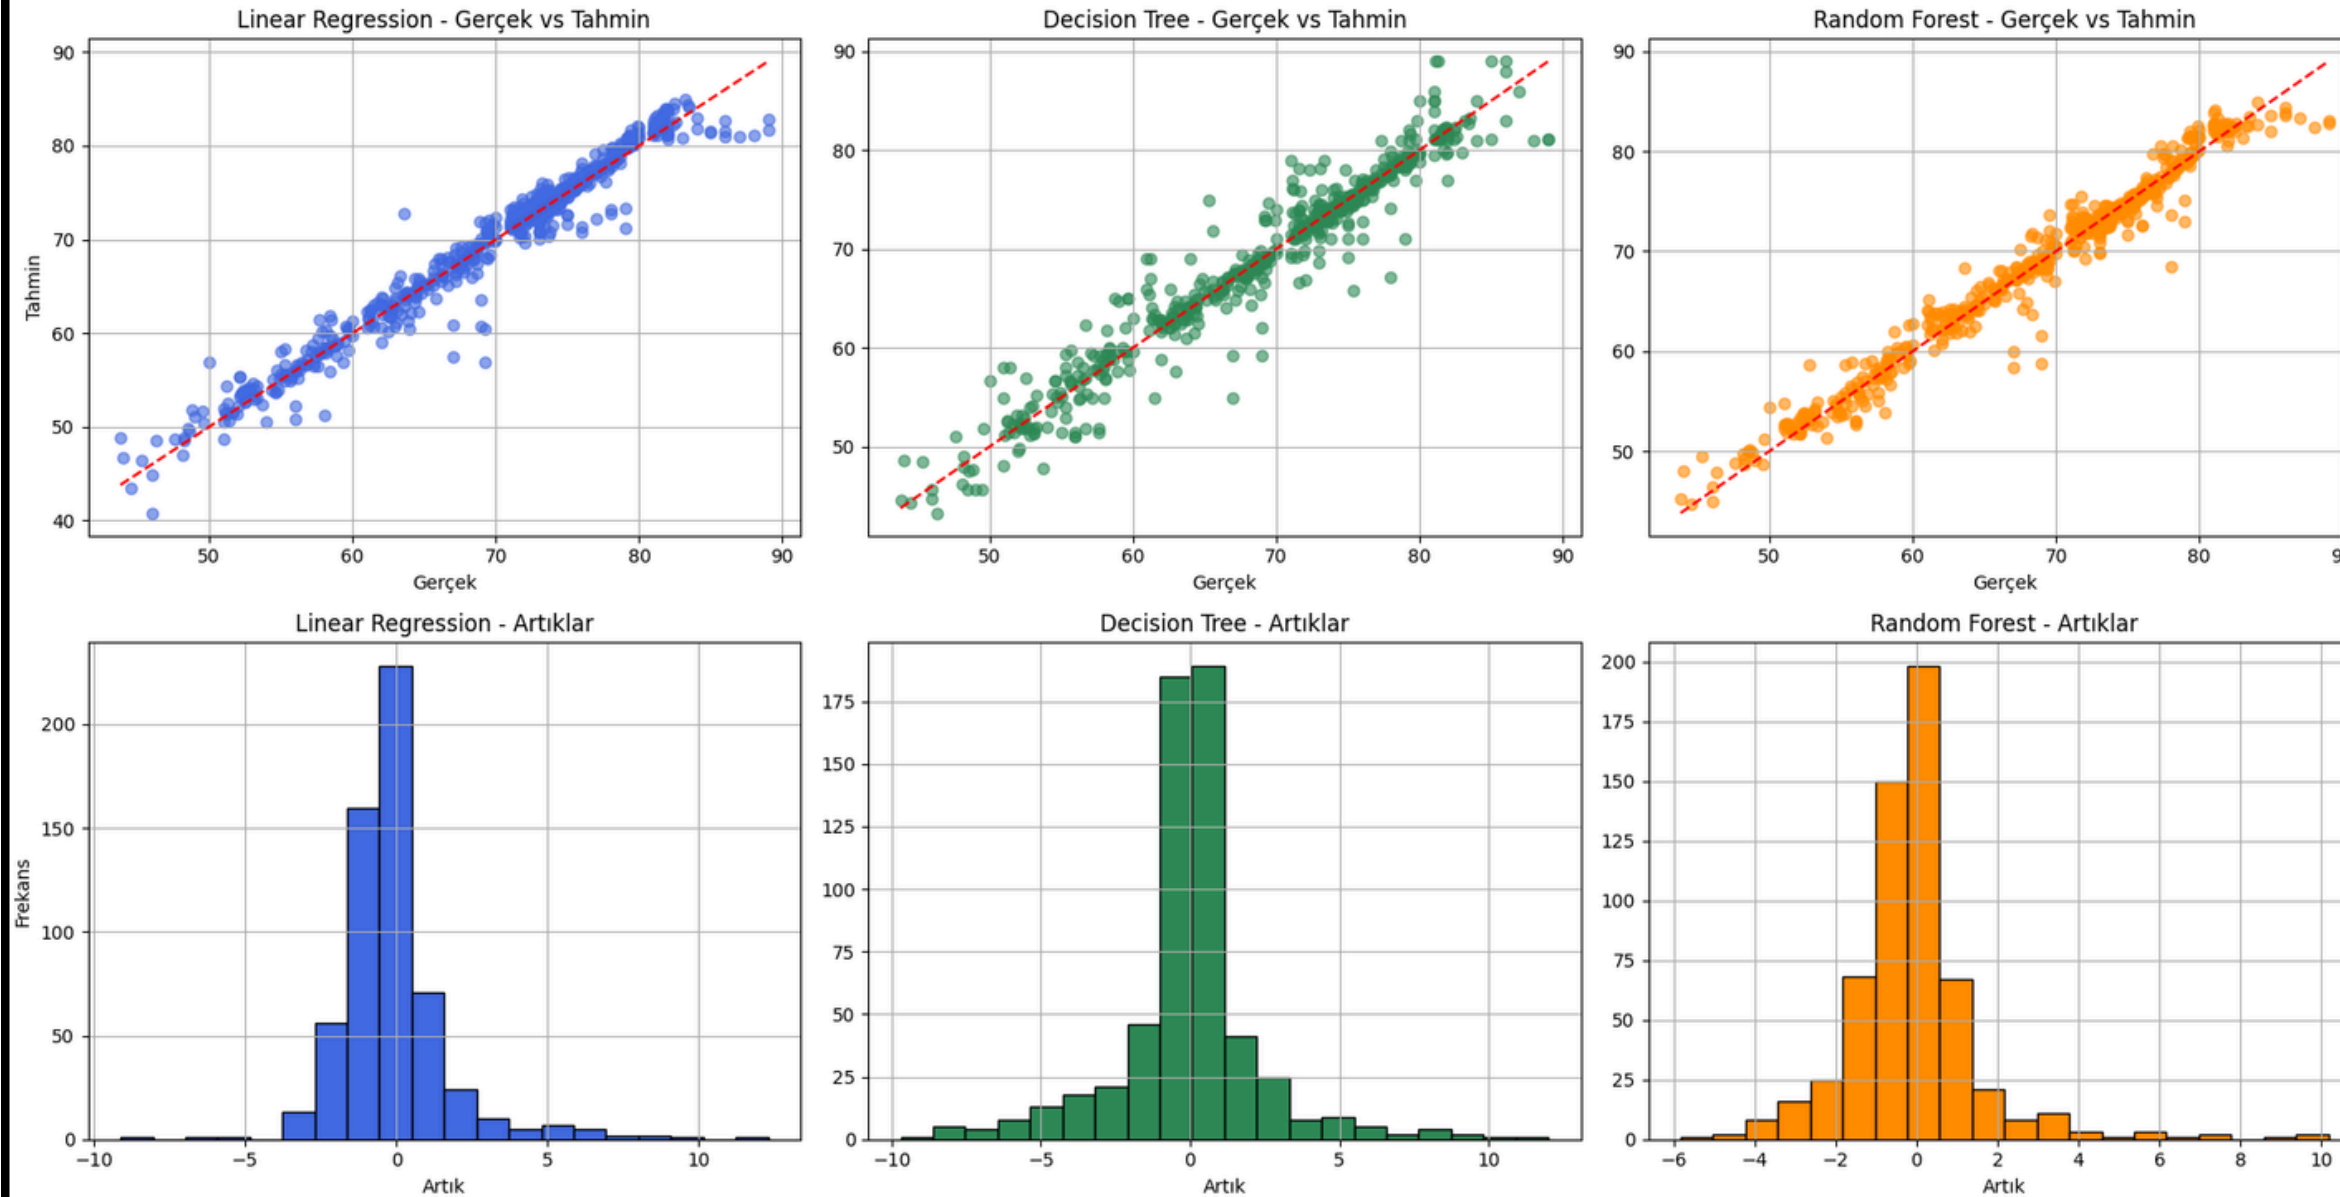 Linear Regression - Gerçek vs Tahmin
90
80
70
60
50
40
Tahmin
50 60 70 80 90
Gerçek
Decision Tree - Gerçek vs Tahmin
90
80
70
60
50
50 60 70 80 90
Gerçek
Random Forest - Gerçek vs Tahmin
90
80
70
60
50
50 60 70 80
Gerçek
Linear Regression - Artıklar
200
150
100
50
0
Frekans
−10 −5 0 5 10
Artık
Decision Tree - Artıklar
175
150
125
100
75
50
25
0
−10 −5 0 5 10
Artık
Random Forest - Artıklar
200
175
150
125
100
75
50
25
0
−6 −4 −2 0 2 4 6 8 10
Artık